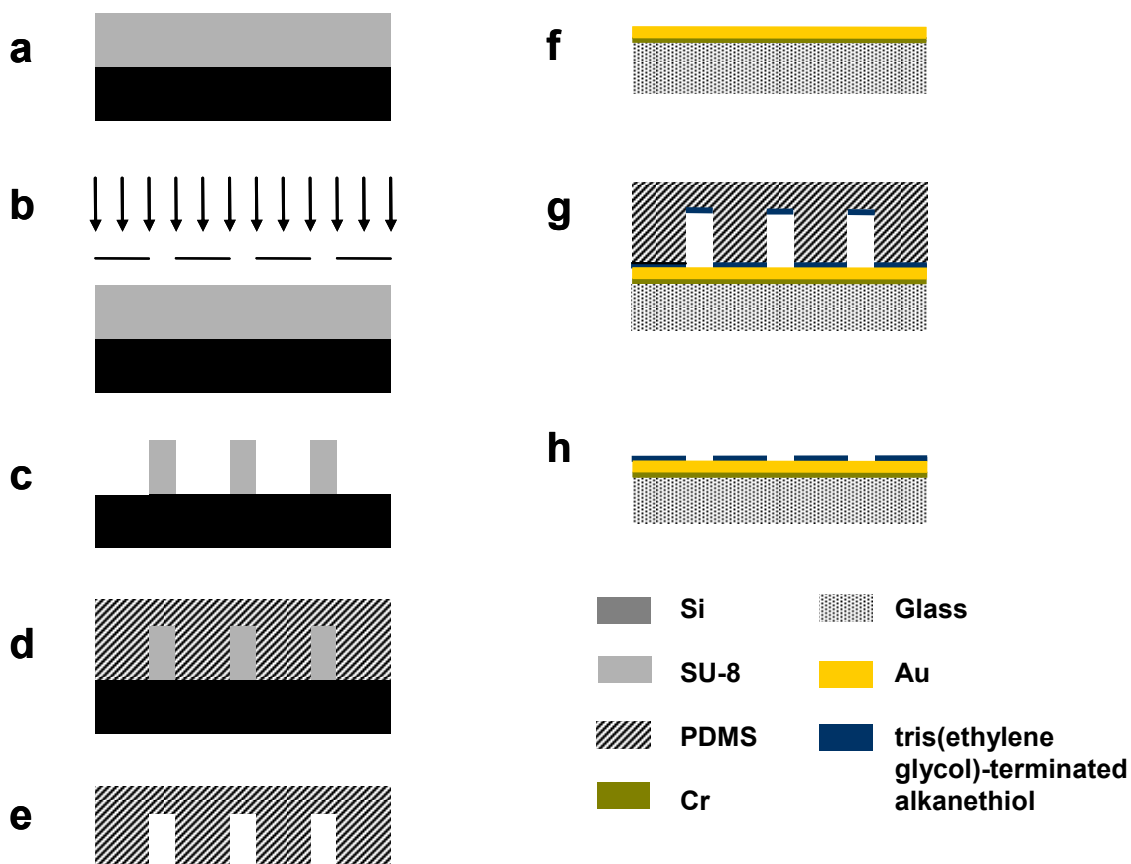 a
b
c
d
e
f
g
h
Si
SU-8
PDMS
Cr
Glass
Au
tris(ethylene
glycol)-terminated
alkanethiol